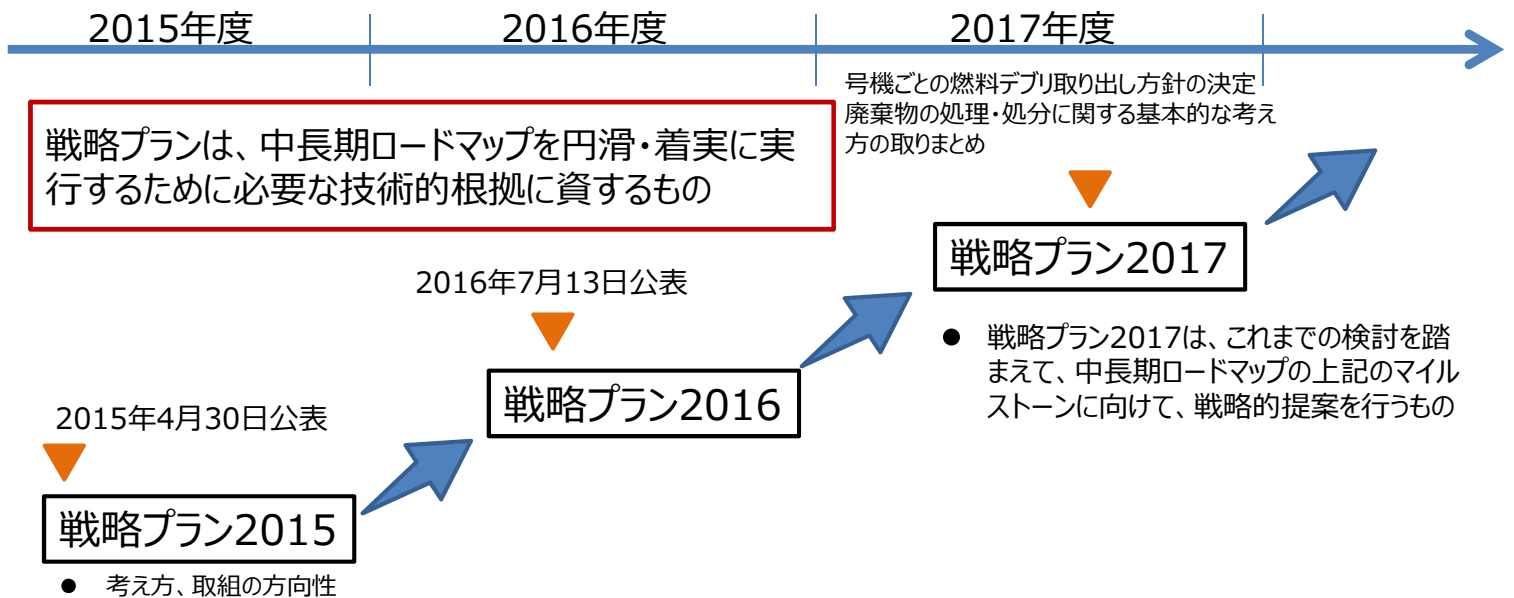 2015年度
2016年度
2017年度
号機ごとの燃料デブリ取り出し方針の決定
廃棄物の処理・処分に関する基本的な考え
方の取りまとめ
戦略プランは、中長期ロードマップを円滑・着実に実
行するために必要な技術的根拠に資するもの
戦略プラン2017
2016年7月13日公表
● 戦略プラン2017は、これまでの検討を踏
まえて、中長期ロードマップの上記のマイル
ストーンに向けて、戦略的提案を行うもの
戦略プラン2016
2015年4月30日公表
戦略プラン2015
● 考え方、取組の方向性